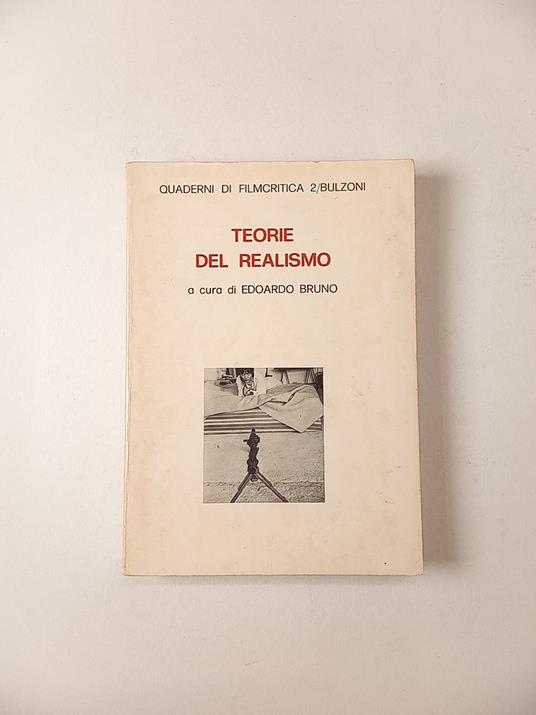 QUADERNI DI FILMCRITICA 2/BULZONI
TEORIE
DEL REALISMO
a cura di EDOARDO BRUNO